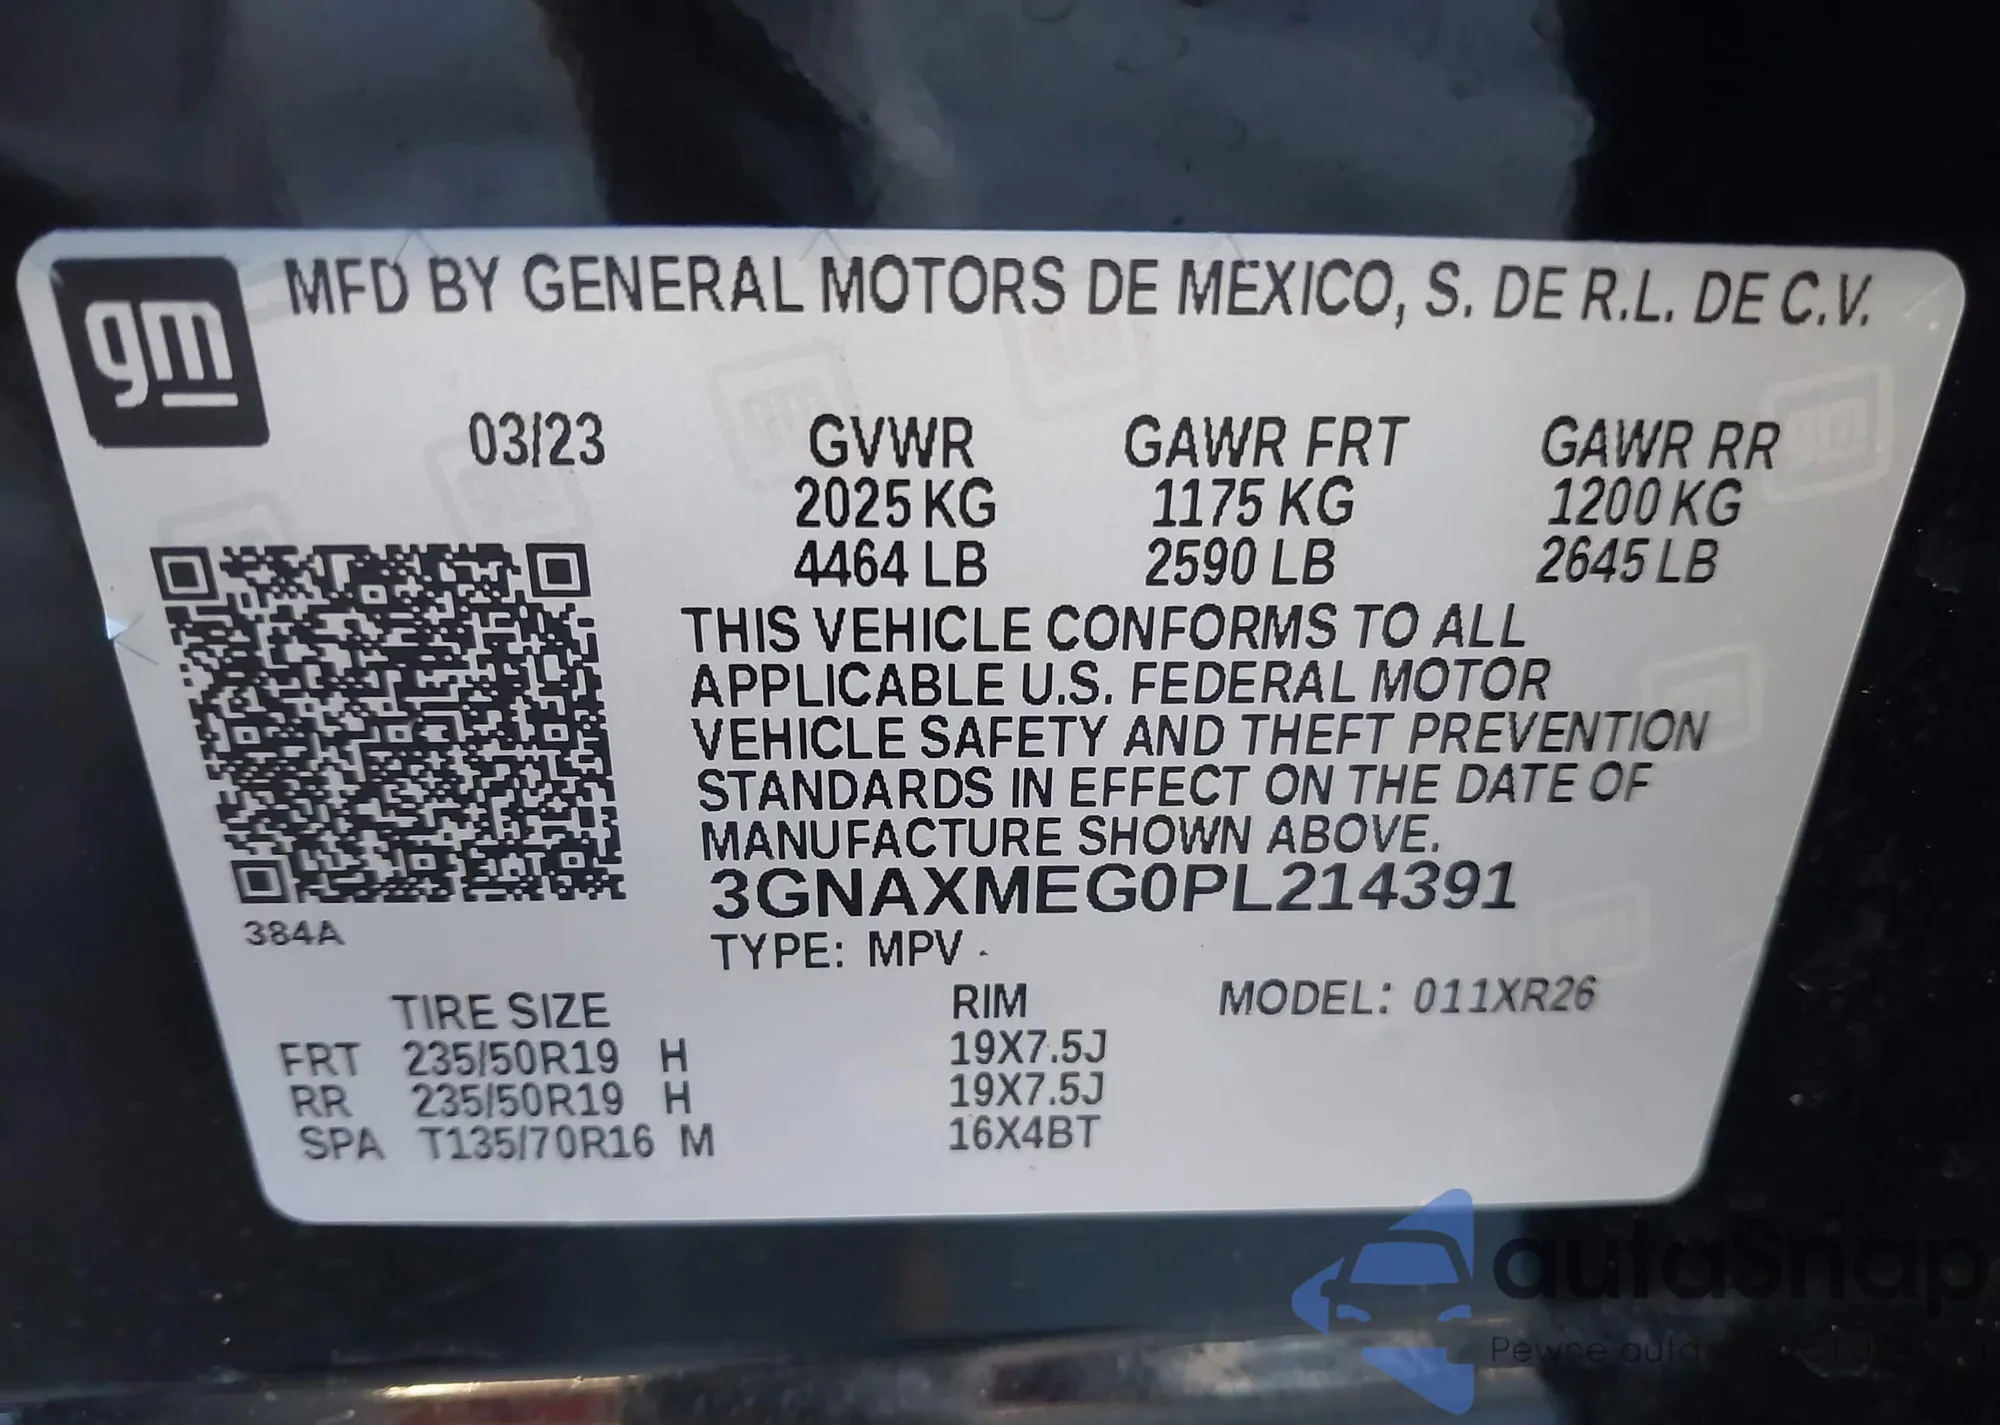 gm
MFD BY GENERAL MOTORS DE MEXICO, S. DE R.L. DE C.V.
03/23 GVWR GAWR FRT GAWR RR
2025 KG 1175 KG 1200 KG
4464 LB 2590 LB 2645 LB
THIS VEHICLE CONFORMS TO ALL
APPLICABLE U.S. FEDERAL MOTOR
VEHICLE SAFETY AND THEFT PREVENTION
STANDARDS IN EFFECT ON THE DATE OF
MANUFACTURE SHOWN ABOVE.
3GNAXMEG0PL214391
384A
TYPE: MPV
TIRE SIZE RIM MODEL: 011XR26
FRT 235/50R19 H 19X7.5J
RR 235/50R19 H 19X7.5J
SPA T135/70R16 M 16X4BT
autaSnap
Pewne auta